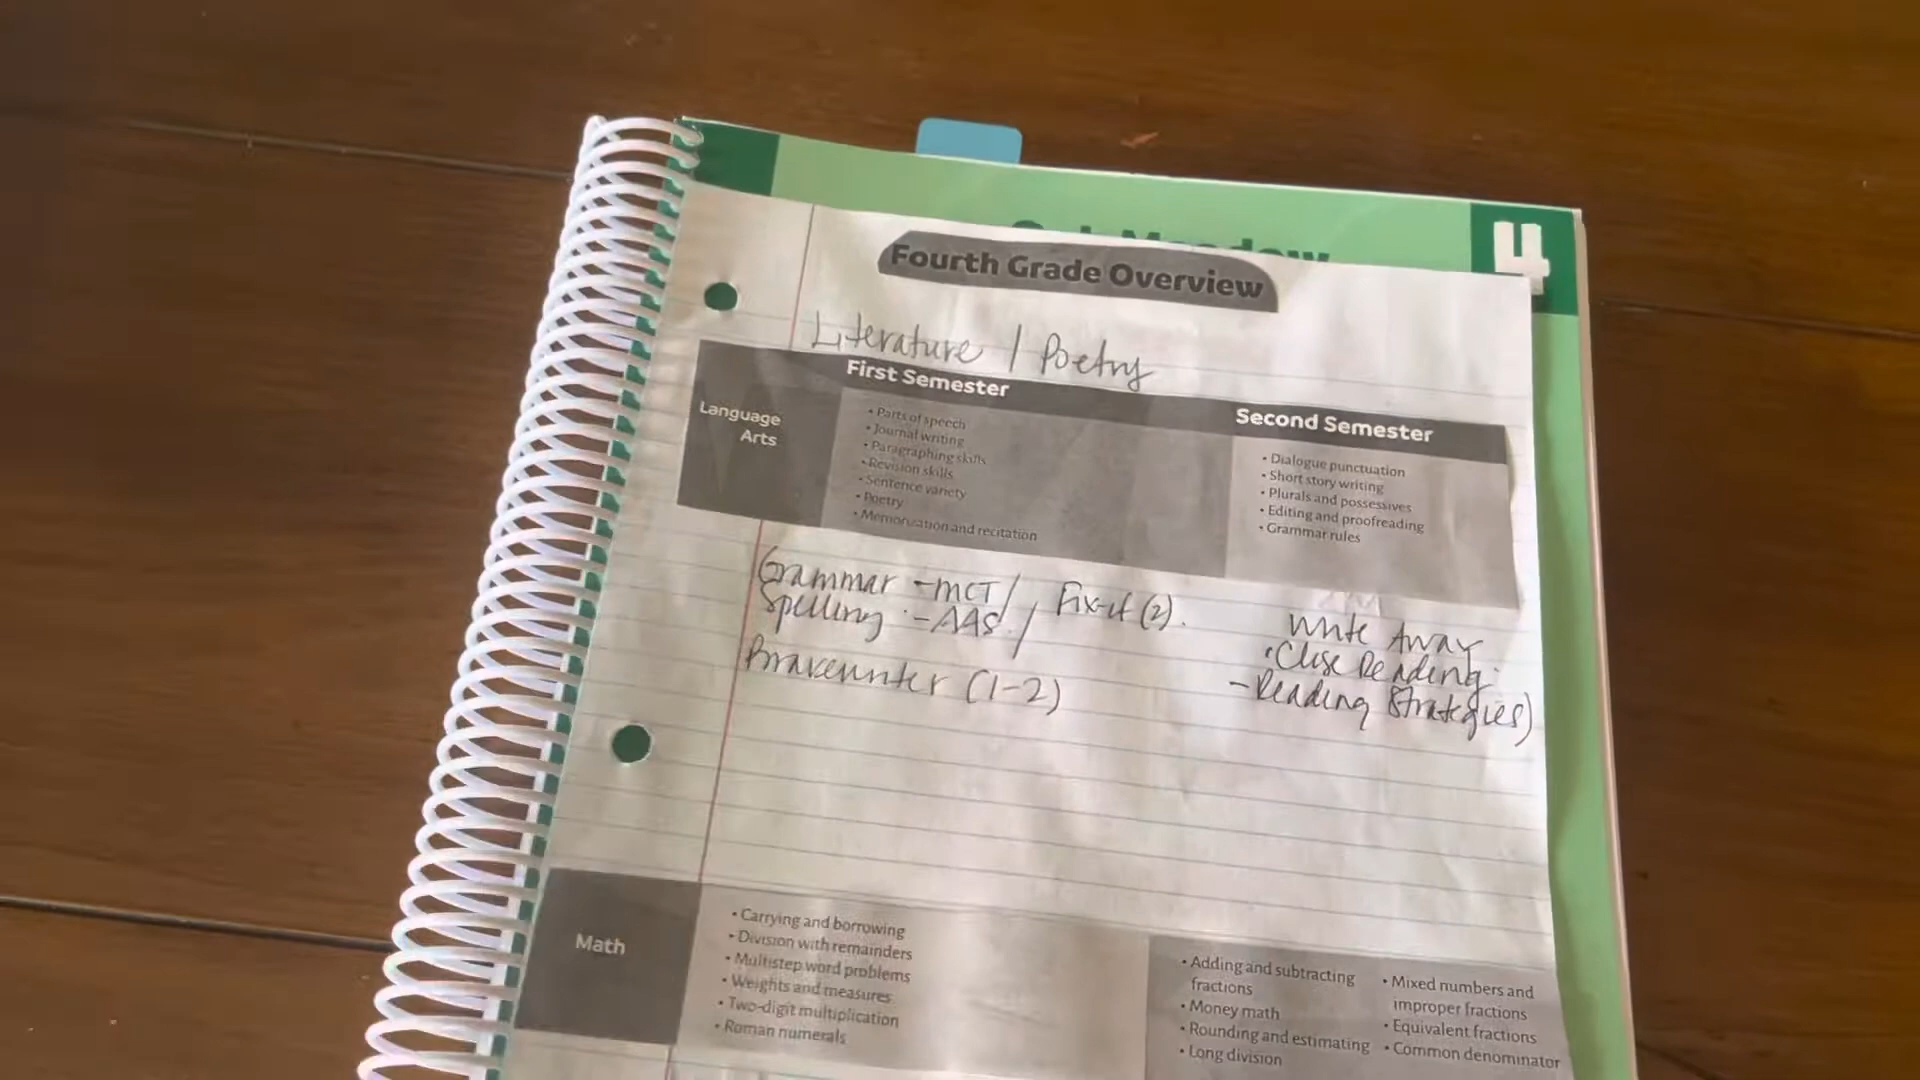 4
Fourth Grade Overview
Literature / Poetry
First Semester
Second Semester
Language
Arts
• Parts of speech
• Journal writing
• Paragraphing skills
• Revision skills
• Sentence variety
• Poetry
• Memorization and recitation
• Dialogue punctuation
• Short story writing
• Plurals and possessives
• Editing and proofreading
• Grammar rules
Grammar - MCT / Fix-it (2).
Spelling - AAS. /
Bravewriter (1-2)
Write Away
• Close Reading
- Reading Strategies)
Math
• Carrying and borrowing
• Division with remainders
• Multistep word problems
• Weights and measures
• Two-digit multiplication
• Roman numerals
• Adding and subtracting
fractions
• Money math
• Rounding and estimating
• Long division
• Mixed numbers and
improper fractions
• Equivalent fractions
• Common denominator